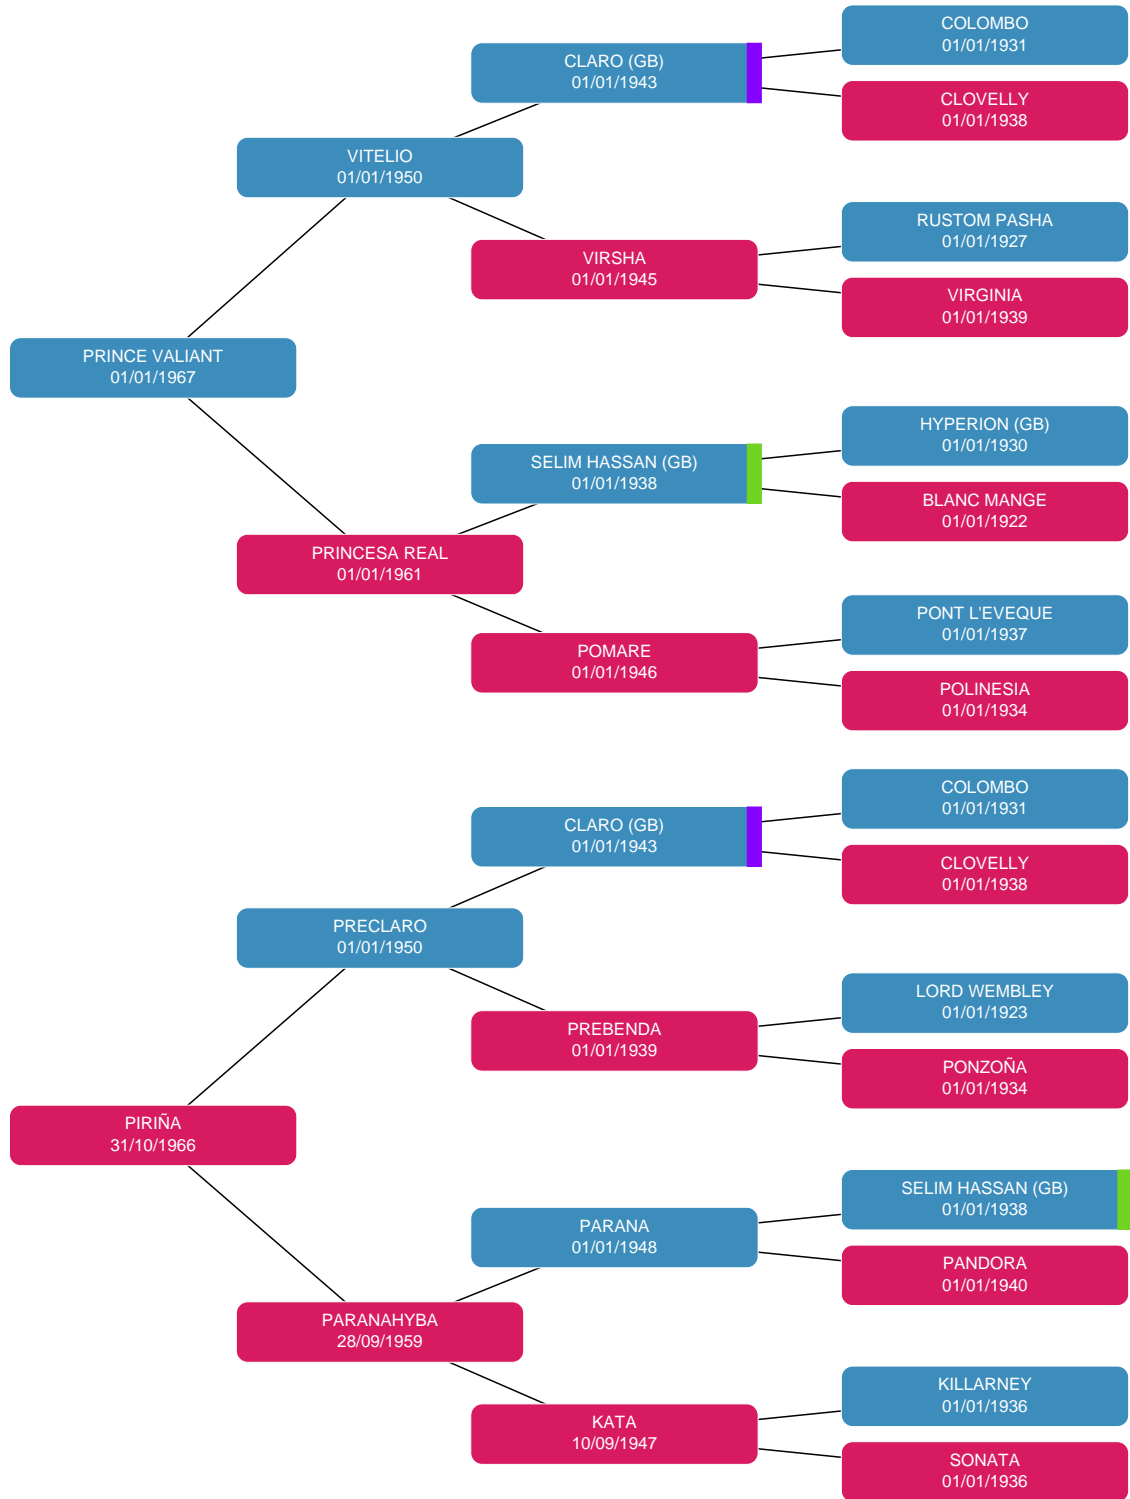 COLOMBO
01/01/1931
CLARO (GB)
01/01/1943
CLOVELLY
01/01/1938
VITELIO
01/01/1950
RUSTOM PASHA
01/01/1927
VIRSHA
01/01/1945
VIRGINIA
01/01/1939
PRINCE VALIANT
01/01/1967
HYPERION (GB)
01/01/1930
SELIM HASSAN (GB)
01/01/1938
BLANC MANGE
01/01/1922
PRINCESA REAL
01/01/1961
PONT L'EVEQUE
01/01/1937
POMARE
01/01/1946
POLINESIA
01/01/1934
COLOMBO
01/01/1931
CLARO (GB)
01/01/1943
CLOVELLY
01/01/1938
PRECLARO
01/01/1950
LORD WEMBLEY
01/01/1923
PREBENDA
01/01/1939
PONZOÑA
01/01/1934
PIRIÑA
31/10/1966
SELIM HASSAN (GB)
01/01/1938
PARANA
01/01/1948
PANDORA
01/01/1940
PARANAHYBA
28/09/1959
KILLARNEY
01/01/1936
KATA
10/09/1947
SONATA
01/01/1936